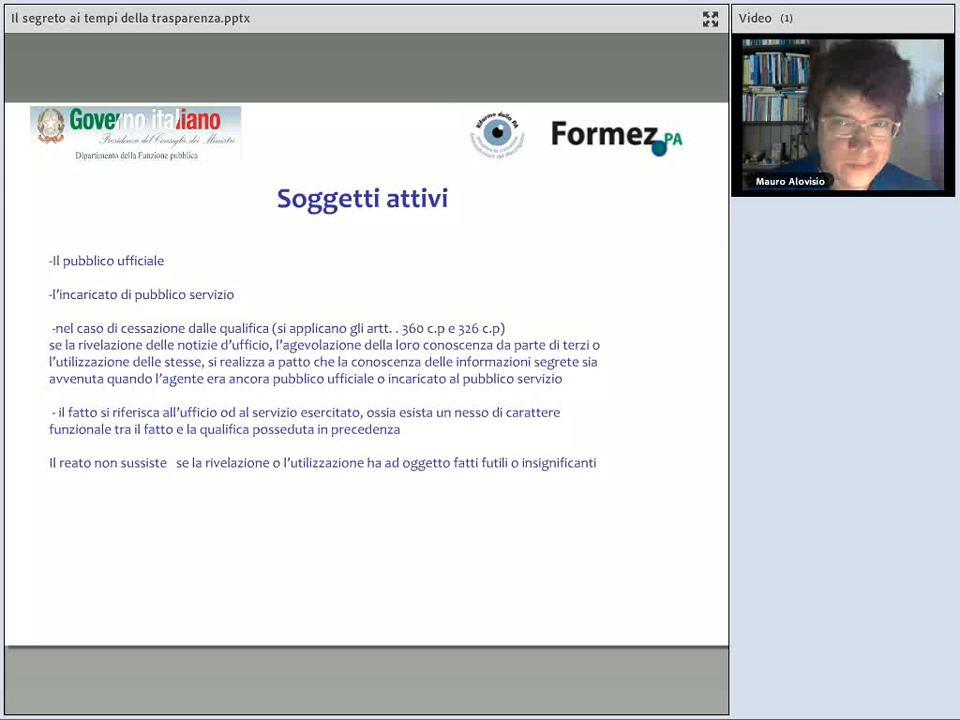 Il segreto ai tempi della trasparenza.pptx
Video (1)
Governo italiano
Presidenza del Consiglio dei Ministri
Dipartimento della Funzione pubblica
Riforma della PA
Formez PA
Mauro Alovisio
Soggetti attivi
-Il pubblico ufficiale
-l'incaricato di pubblico servizio
-nel caso di cessazione dalle qualifica (si applicano gli artt. . 360 c.p e 326 c.p)
se la rivelazione delle notizie d'ufficio, l'agevolazione della loro conoscenza da parte di terzi o
l'utilizzazione delle stesse, si realizza a patto che la conoscenza delle informazioni segrete sia
avvenuta quando l'agente era ancora pubblico ufficiale o incaricato al pubblico servizio
- il fatto si riferisca all'ufficio od al servizio esercitato, ossia esista un nesso di carattere
funzionale tra il fatto e la qualifica posseduta in precedenza
Il reato non sussiste se la rivelazione o l'utilizzazione ha ad oggetto fatti futili o insignificanti